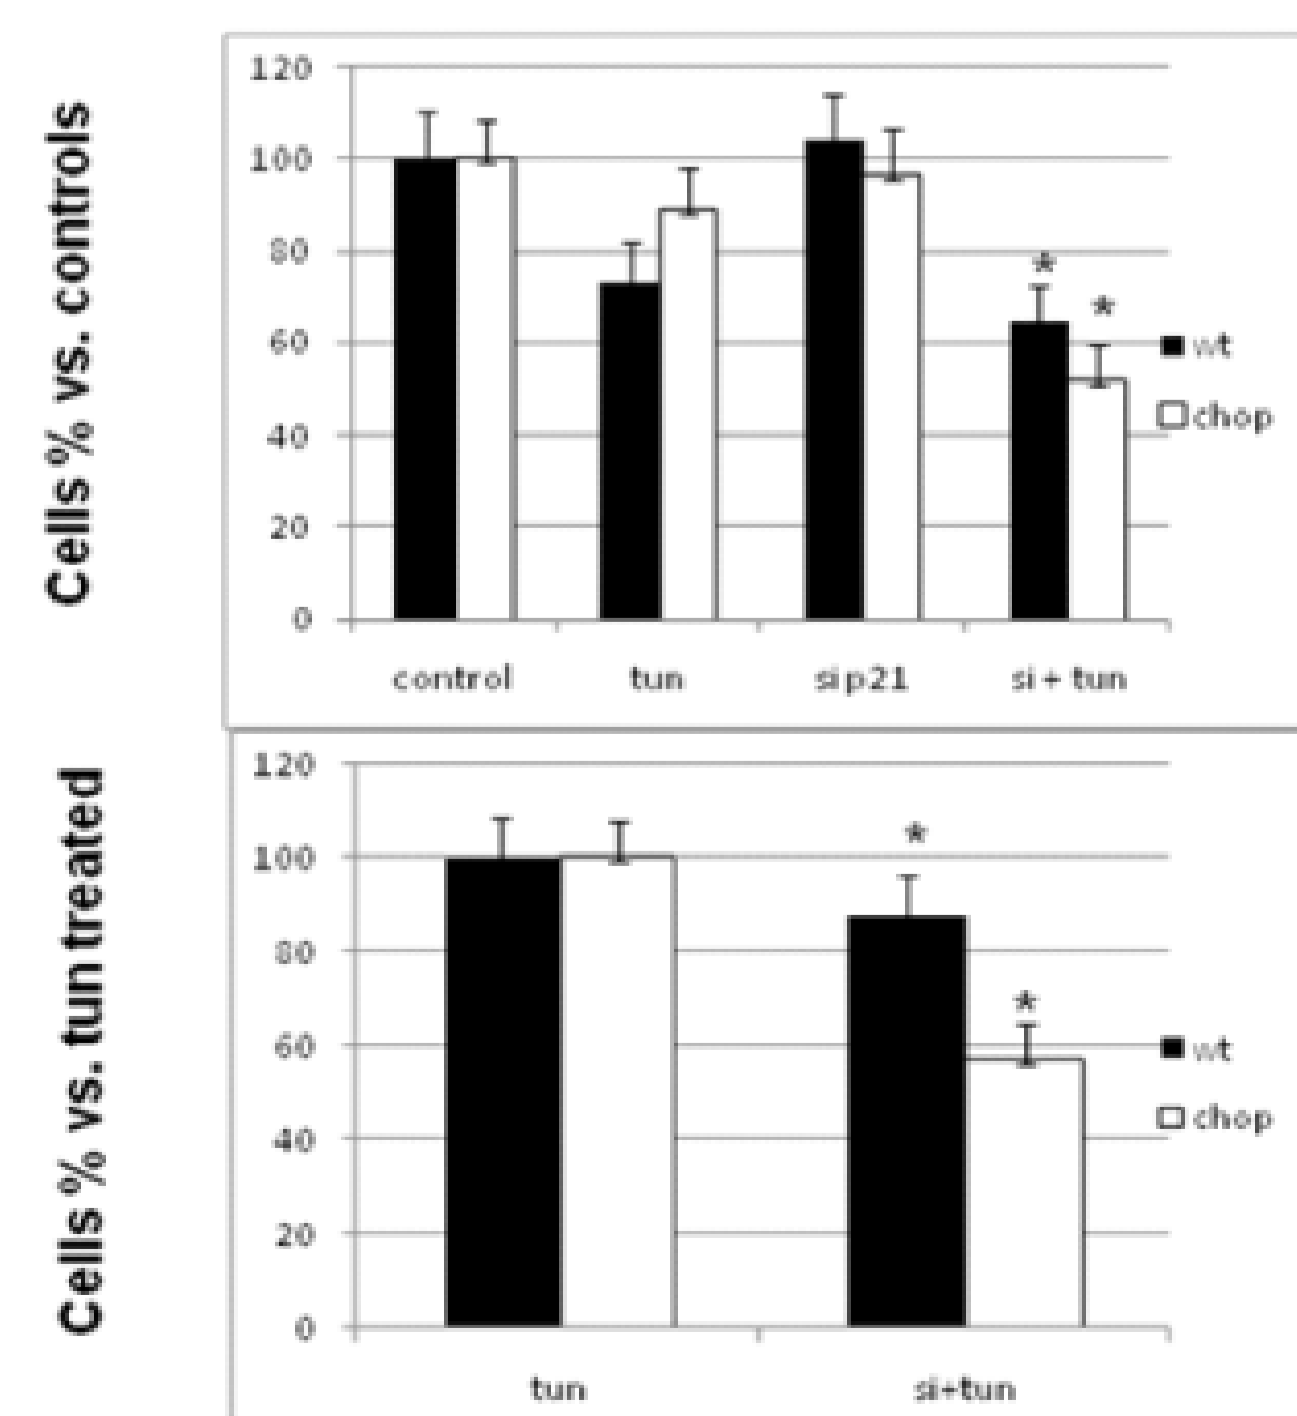 Cells % vs. controls
120
100
80
60
40
20
0
control tun sip21 si + tun
* *
wt
chop
Cells % vs. tun treated
120
100
80
60
40
20
0
tun si+tun
* *
wt
chop